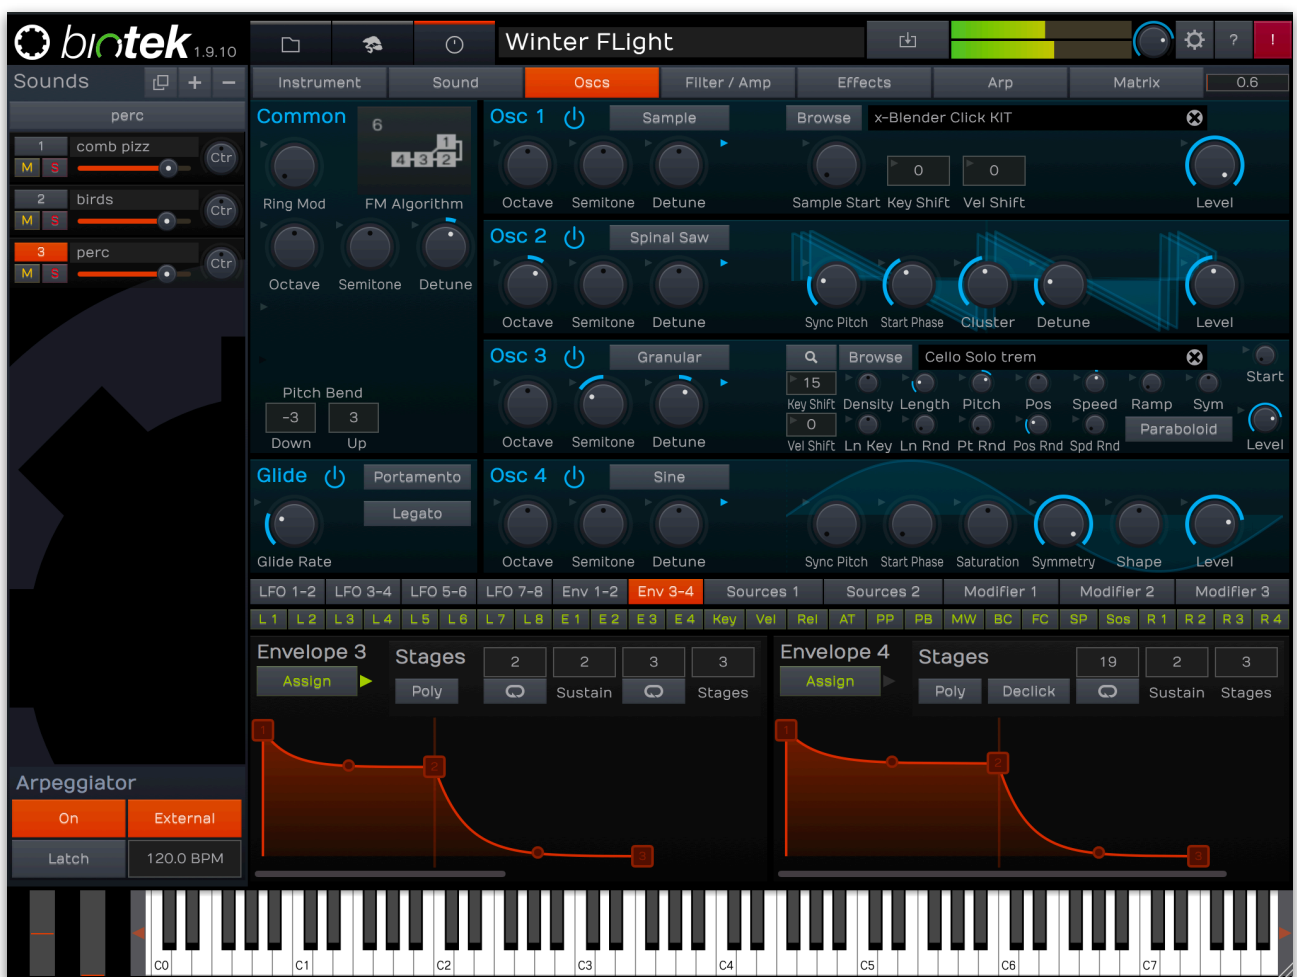 biotek 1.9.10
Winter FLight
?
!
Sounds
+
−
Instrument
Sound
Oscs
Filter / Amp
Effects
Arp
Matrix
0.6
perc
1
comb pizz
M
S
Ctr
2
birds
M
S
Ctr
3
perc
M
S
Ctr
Common
6
1
4
3
2
Ring Mod
FM Algorithm
Octave
Semitone
Detune
Pitch Bend
-3
3
Down
Up
Osc 1
Sample
Browse
x-Blender Click KIT
0
0
Octave
Semitone
Detune
Sample Start
Key Shift
Vel Shift
Level
Osc 2
Spinal Saw
Octave
Semitone
Detune
Sync Pitch
Start Phase
Cluster
Detune
Level
Osc 3
Granular
Browse
Cello Solo trem
Start
15
Key Shift
Density
Length
Pitch
Pos
Speed
Ramp
Sym
0
Paraboloid
Octave
Semitone
Detune
Vel Shift
Ln Key
Ln Rnd
Pt Rnd
Pos Rnd
Spd Rnd
Level
Glide
Portamento
Legato
Glide Rate
Osc 4
Sine
Octave
Semitone
Detune
Sync Pitch
Start Phase
Saturation
Symmetry
Shape
Level
LFO 1-2
LFO 3-4
LFO 5-6
LFO 7-8
Env 1-2
Env 3-4
Sources 1
Sources 2
Modifier 1
Modifier 2
Modifier 3
L 1
L 2
L 3
L 4
L 5
L 6
L 7
L 8
E 1
E 2
E 3
E 4
Key
Vel
Rel
AT
PP
PB
MW
BC
FC
SP
Sos
R 1
R 2
R 3
R 4
Envelope 3
Assign
Stages
2
2
3
3
Poly
Sustain
Stages
1
2
3
Envelope 4
Assign
Stages
19
2
3
Poly
Declick
Sustain
Stages
1
2
3
Arpeggiator
On
External
Latch
120.0 BPM
C0
C1
C2
C3
C4
C5
C6
C7